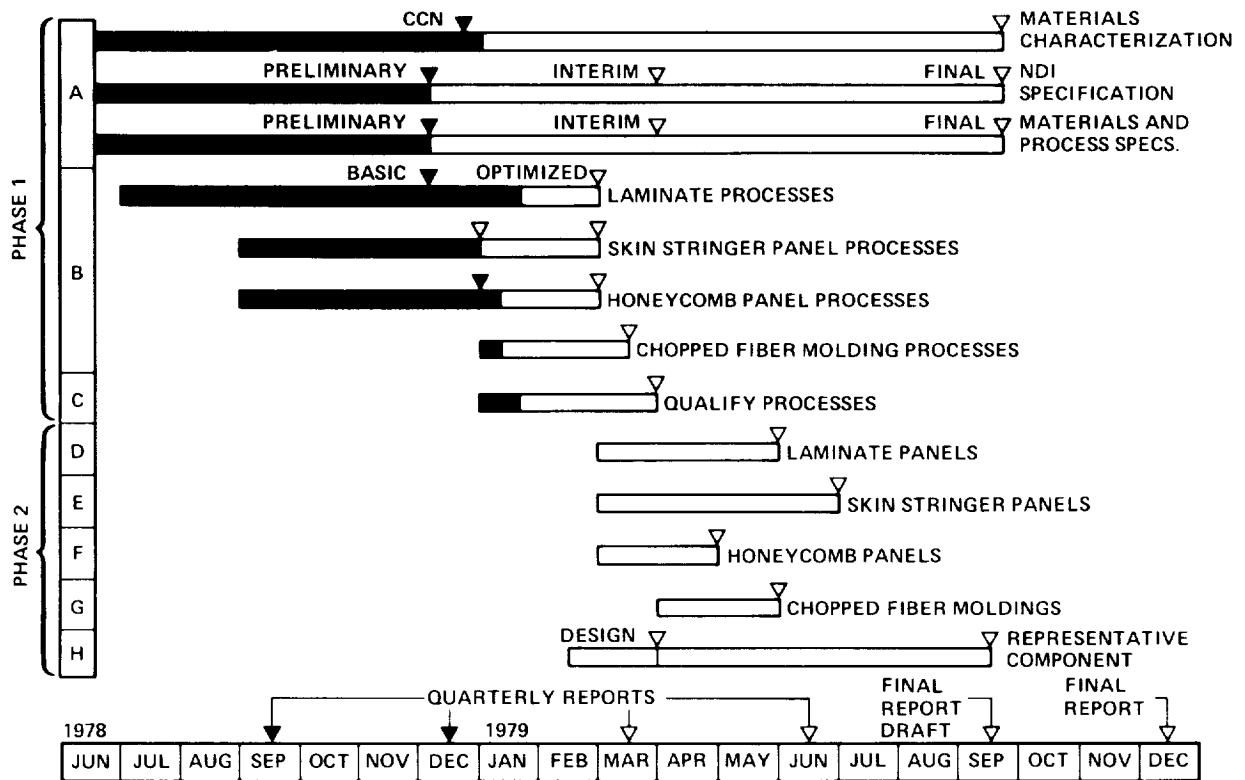 PHASE 1
A
CCN
MATERIALS
CHARACTERIZATION
PRELIMINARY INTERIM FINAL NDI
SPECIFICATION
PRELIMINARY INTERIM FINAL MATERIALS AND
PROCESS SPECS.
B
BASIC OPTIMIZED
LAMINATE PROCESSES
SKIN STRINGER PANEL PROCESSES
HONEYCOMB PANEL PROCESSES
CHOPPED FIBER MOLDING PROCESSES
C
QUALIFY PROCESSES
PHASE 2
D
LAMINATE PANELS
E
SKIN STRINGER PANELS
F
HONEYCOMB PANELS
G
CHOPPED FIBER MOLDINGS
H
DESIGN
REPRESENTATIVE
COMPONENT
QUARTERLY REPORTS
FINAL
REPORT
DRAFT
FINAL
REPORT
1978 1979
JUN JUL AUG SEP OCT NOV DEC JAN FEB MAR APR MAY JUN JUL AUG SEP OCT NOV DEC